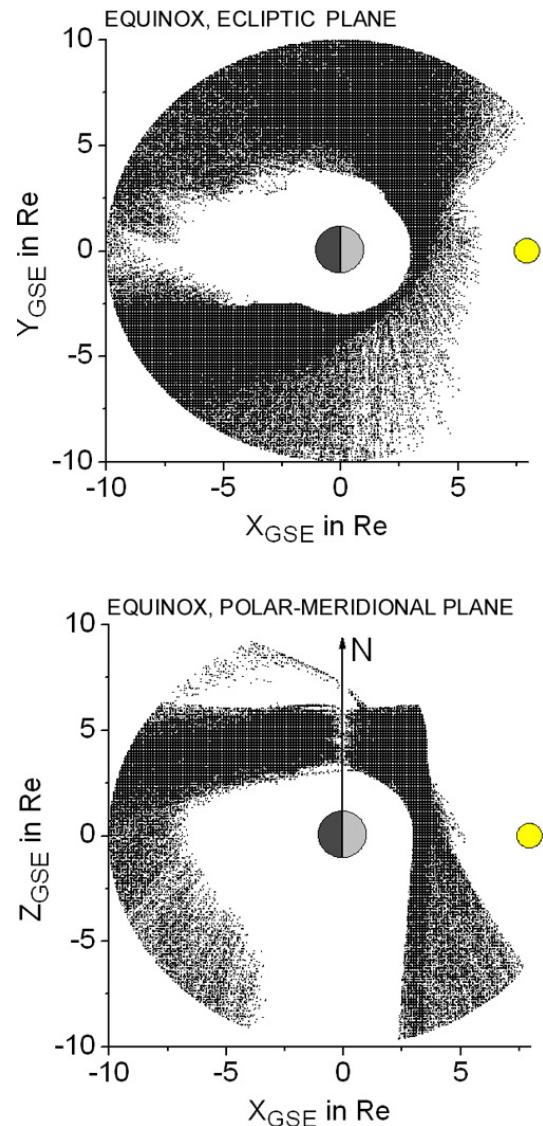 EQUINOX, ECLIPTIC PLANE
10
5
0
-5
-10
Y_GSE in Re
-10
-5
0
5
X_GSE in Re
EQUINOX, POLAR-MERIDIONAL PLANE
10
N
5
0
-5
-10
Z_GSE in Re
-10
-5
0
5
X_GSE in Re